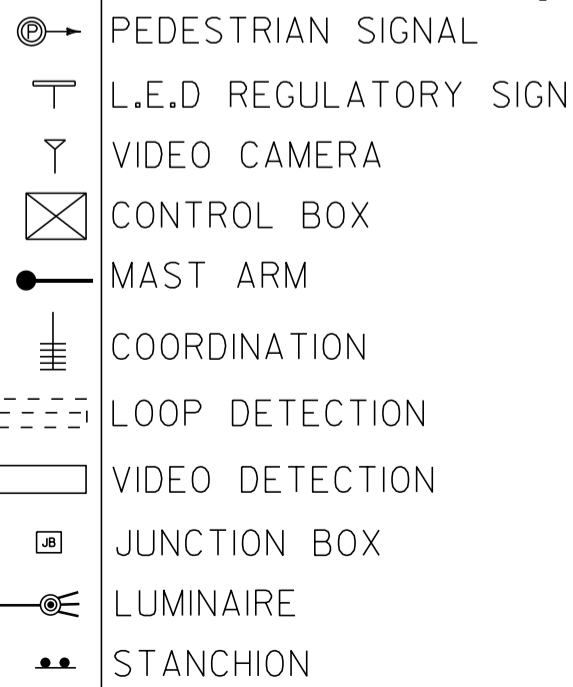 P PEDESTRIAN SIGNAL
L.E.D REGULATORY SIGN
VIDEO CAMERA
CONTROL BOX
MAST ARM
COORDINATION
LOOP DETECTION
VIDEO DETECTION
JB JUNCTION BOX
LUMINAIRE
STANCHION